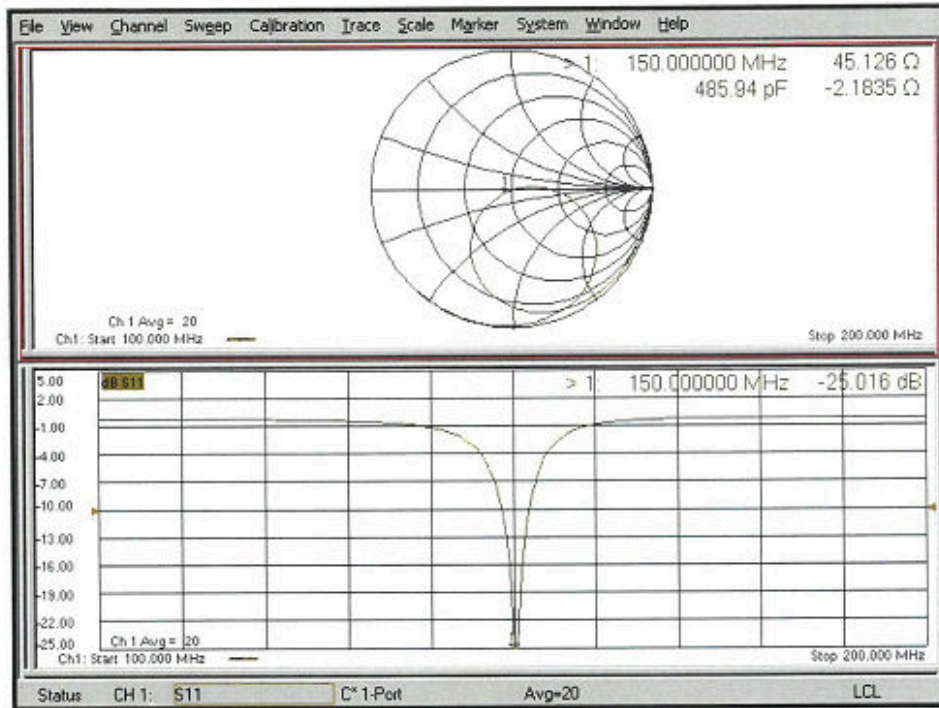 File View Channel Sweep Calibration Trace Scale Marker System Window Help
> 1: 150.000000 MHz 45.126 Ω
485.94 pF -2.1835 Ω
1
Ch 1 Avg = 20
Ch1: Start 100.000 MHz
Stop 200.000 MHz
5.00
dB S11
> 1: 150.000000 MHz -25.016 dB
2.00
-1.00
-4.00
-7.00
-10.00
-13.00
-16.00
-19.00
-22.00
-25.00
Ch 1 Avg = 20
Ch1: Start 100.000 MHz
Stop 200.000 MHz
Status CH 1: S11 C* 1-Port Avg=20 LCL